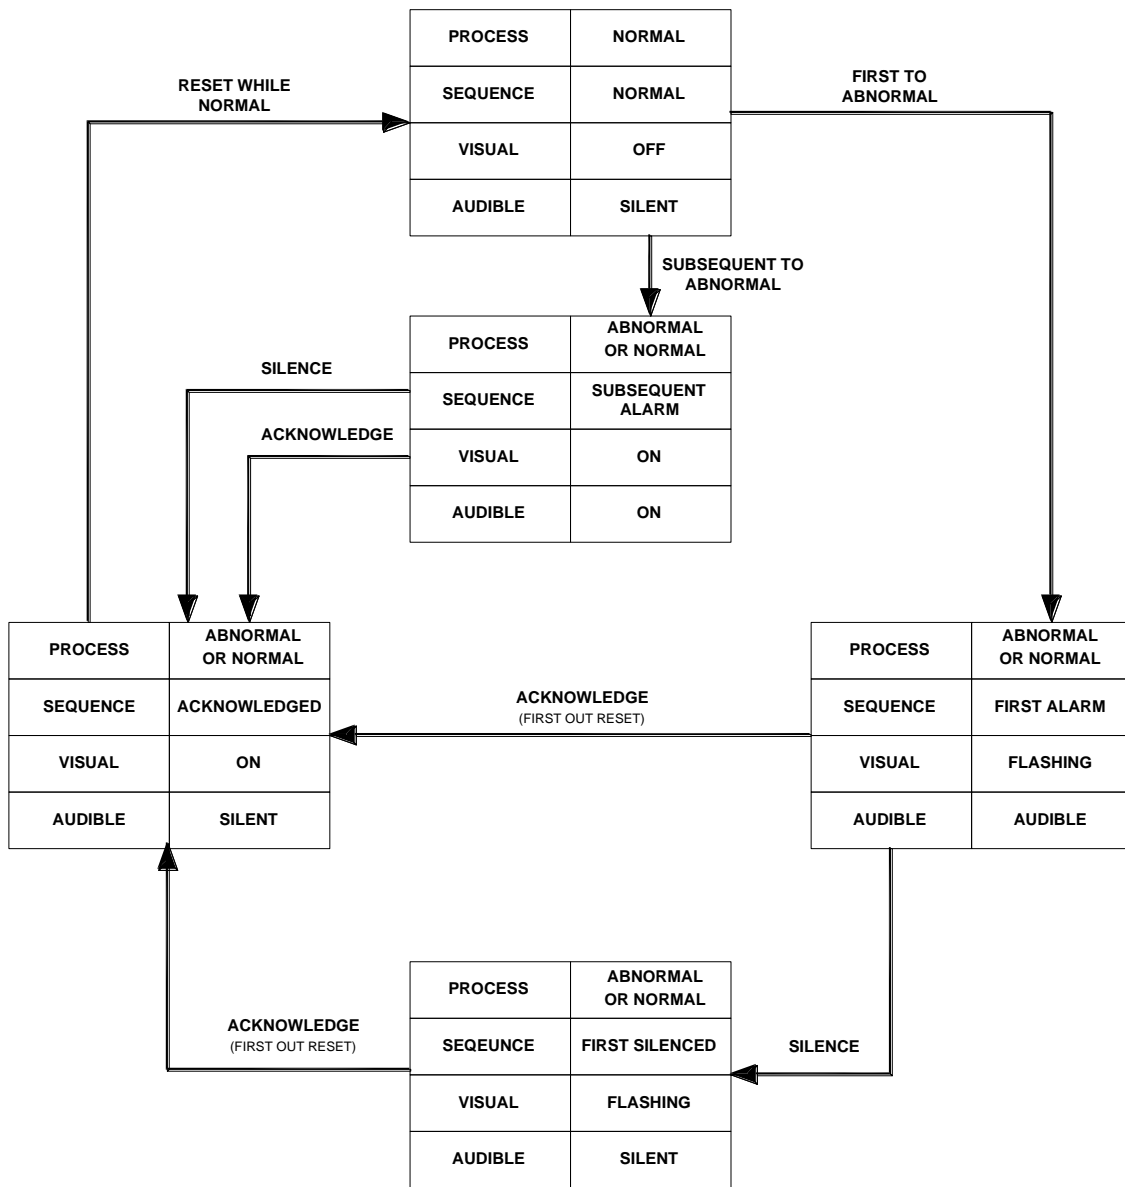 PROCESS NORMAL
SEQUENCE NORMAL
VISUAL OFF
AUDIBLE SILENT
RESET WHILE
NORMAL
FIRST TO
ABNORMAL
SUBSEQUENT TO
ABNORMAL
PROCESS ABNORMAL
OR NORMAL
SEQUENCE SUBSEQUENT
ALARM
VISUAL ON
AUDIBLE ON
SILENCE
ACKNOWLEDGE
PROCESS ABNORMAL
OR NORMAL
SEQUENCE ACKNOWLEDGED
VISUAL ON
AUDIBLE SILENT
ACKNOWLEDGE
(FIRST OUT RESET)
PROCESS ABNORMAL
OR NORMAL
SEQUENCE FIRST ALARM
VISUAL FLASHING
AUDIBLE AUDIBLE
ACKNOWLEDGE
(FIRST OUT RESET)
PROCESS ABNORMAL
OR NORMAL
SEQEUNCE FIRST SILENCED
VISUAL FLASHING
AUDIBLE SILENT
SILENCE